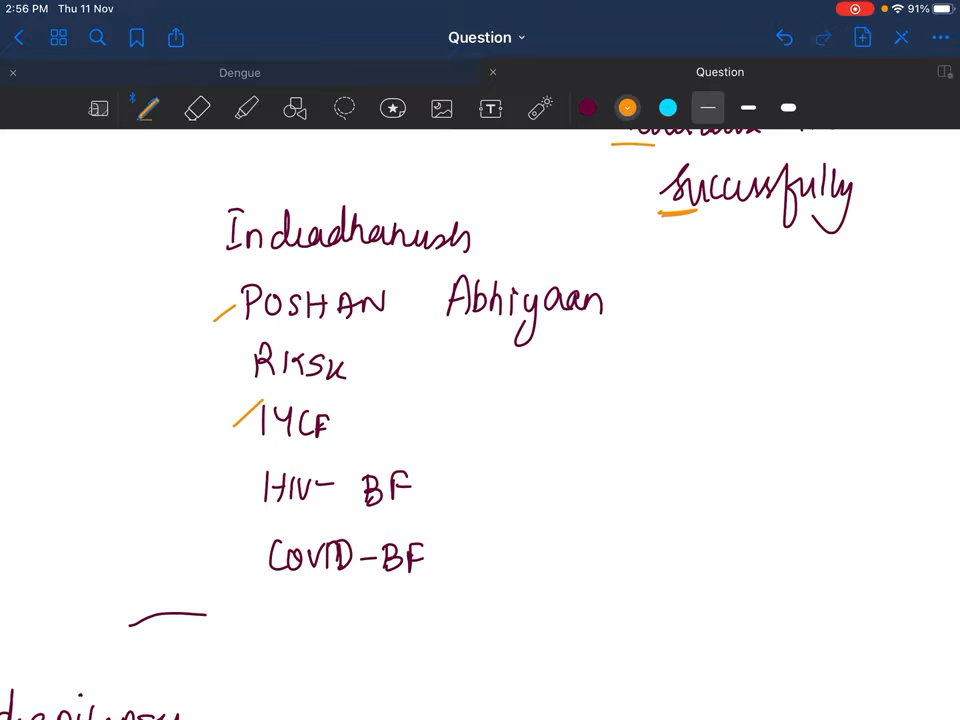 2:56 PM Thu 11 Nov 91%
Question
Dengue Question
T
successfully
Indradhanush
POSHAN Abhiyaan
RKSK
IYCF
HIV- BF
COVID-BF